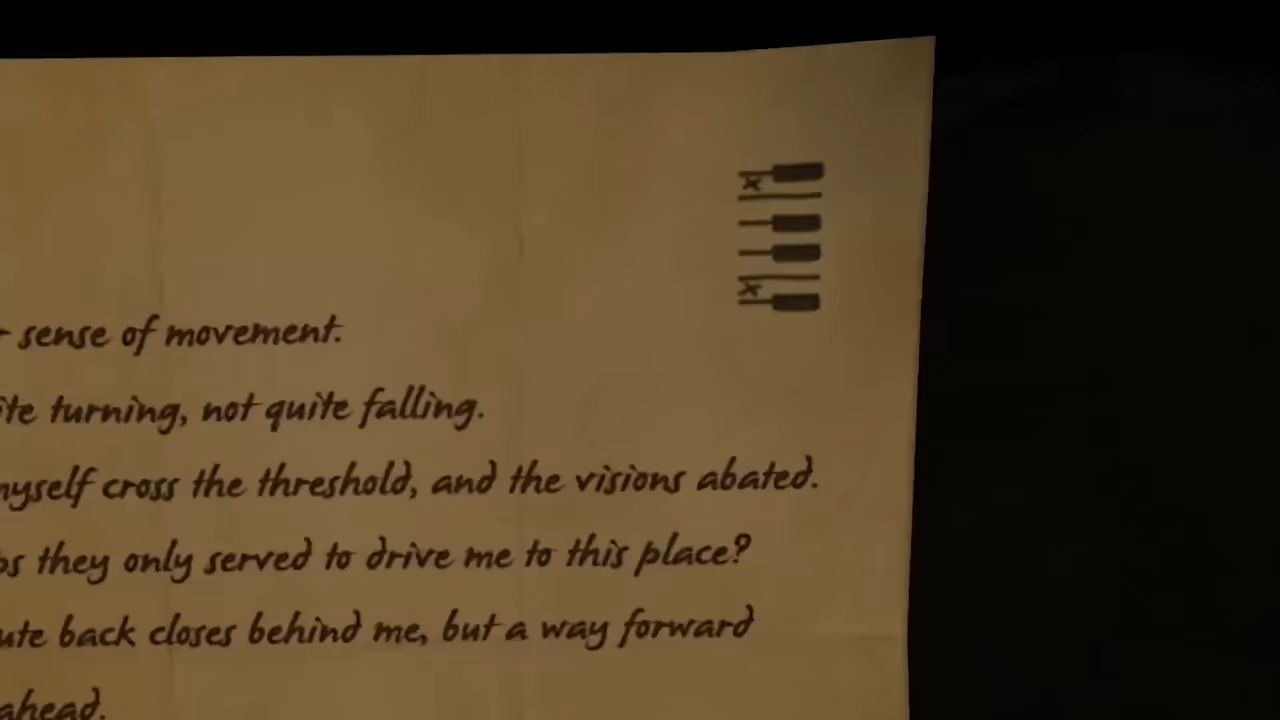 sense of movement.
turning, not quite falling.
myself cross the threshold, and the visions abated.
they only served to drive me to this place?
back closes behind me, but a way forward
ahead.